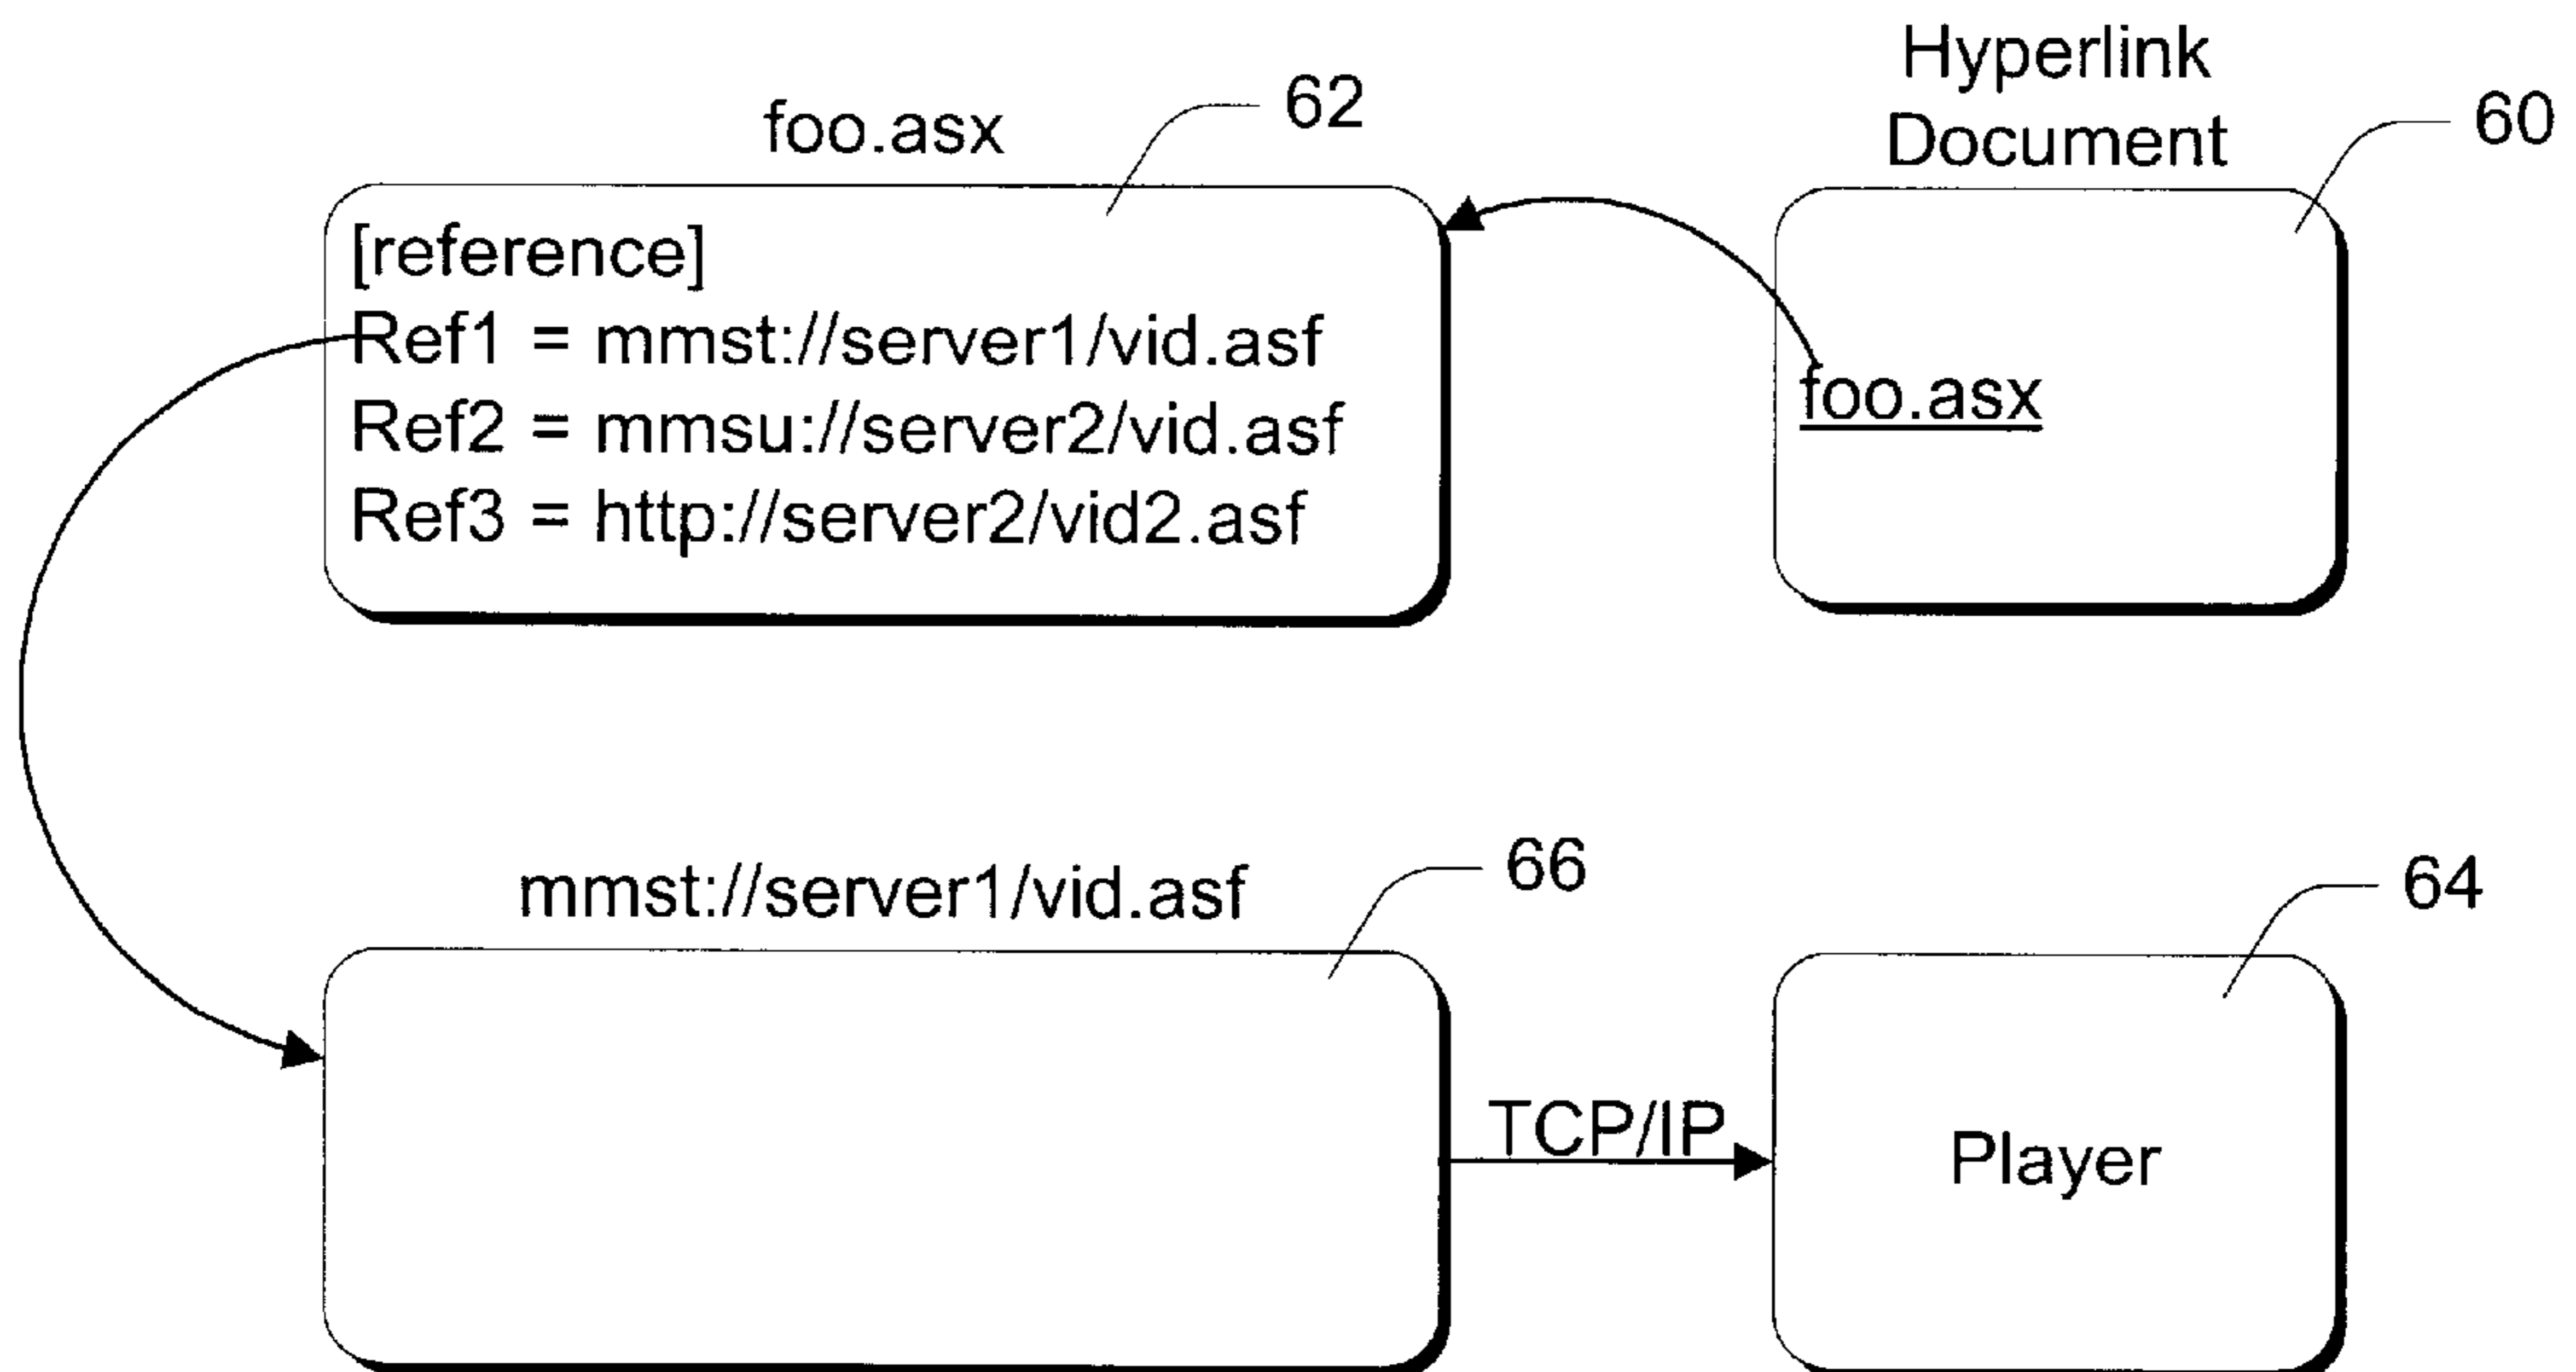 Hyperlink
Document
60
foo.asx
62
[reference]
Ref1 = mmst://server1/vid.asf
Ref2 = mmsu://server2/vid.asf
Ref3 = http://server2/vid2.asf
foo.asx
mmst://server1/vid.asf
66
64
TCP/IP
Player